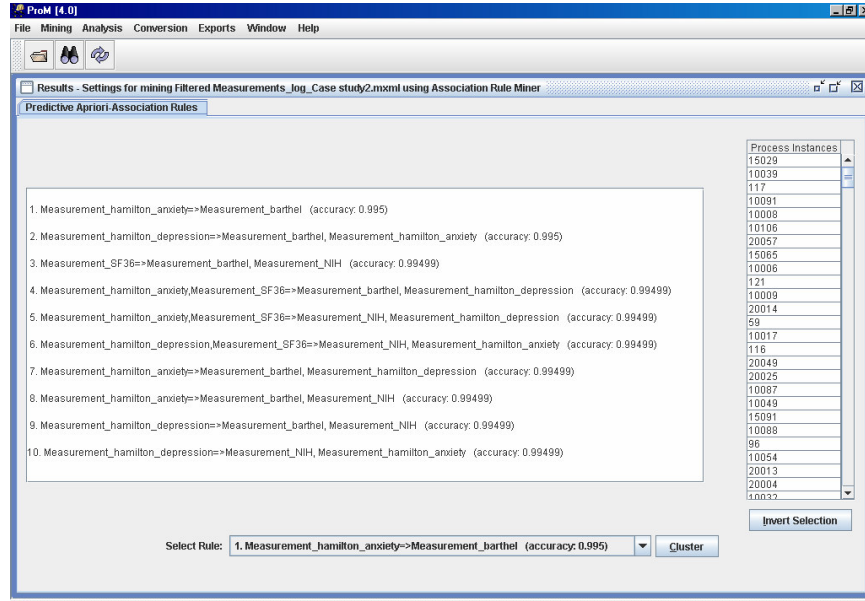 ProM [4.0]
File Mining Analysis Conversion Exports Window Help
Results - Settings for mining Filtered Measurements_log_Case study2.mxml using Association Rule Miner
Predictive Apriori-Association Rules
1. Measurement_hamilton_anxiety=>Measurement_barthel (accuracy: 0.995)
2. Measurement_hamilton_depression=>Measurement_barthel, Measurement_hamilton_anxiety (accuracy: 0.995)
3. Measurement_SF36=>Measurement_barthel, Measurement_NIH (accuracy: 0.99499)
4. Measurement_hamilton_anxiety,Measurement_SF36=>Measurement_barthel, Measurement_hamilton_depression (accuracy: 0.99499)
5. Measurement_hamilton_anxiety,Measurement_SF36=>Measurement_NIH, Measurement_hamilton_depression (accuracy: 0.99499)
6. Measurement_hamilton_depression,Measurement_SF36=>Measurement_NIH, Measurement_hamilton_anxiety (accuracy: 0.99499)
7. Measurement_hamilton_anxiety=>Measurement_barthel, Measurement_hamilton_depression (accuracy: 0.99499)
8. Measurement_hamilton_anxiety=>Measurement_barthel, Measurement_NIH (accuracy: 0.99499)
9. Measurement_hamilton_depression=>Measurement_barthel, Measurement_NIH (accuracy: 0.99499)
10. Measurement_hamilton_depression=>Measurement_NIH, Measurement_hamilton_anxiety (accuracy: 0.99499)
Process Instances
15029
10039
117
10091
10008
10106
20057
15065
10006
121
10009
20014
59
10017
116
20049
20025
10087
10049
15091
10088
96
10054
20013
20004
10032
Invert Selection
Select Rule: 1. Measurement_hamilton_anxiety=>Measurement_barthel (accuracy: 0.995) Cluster